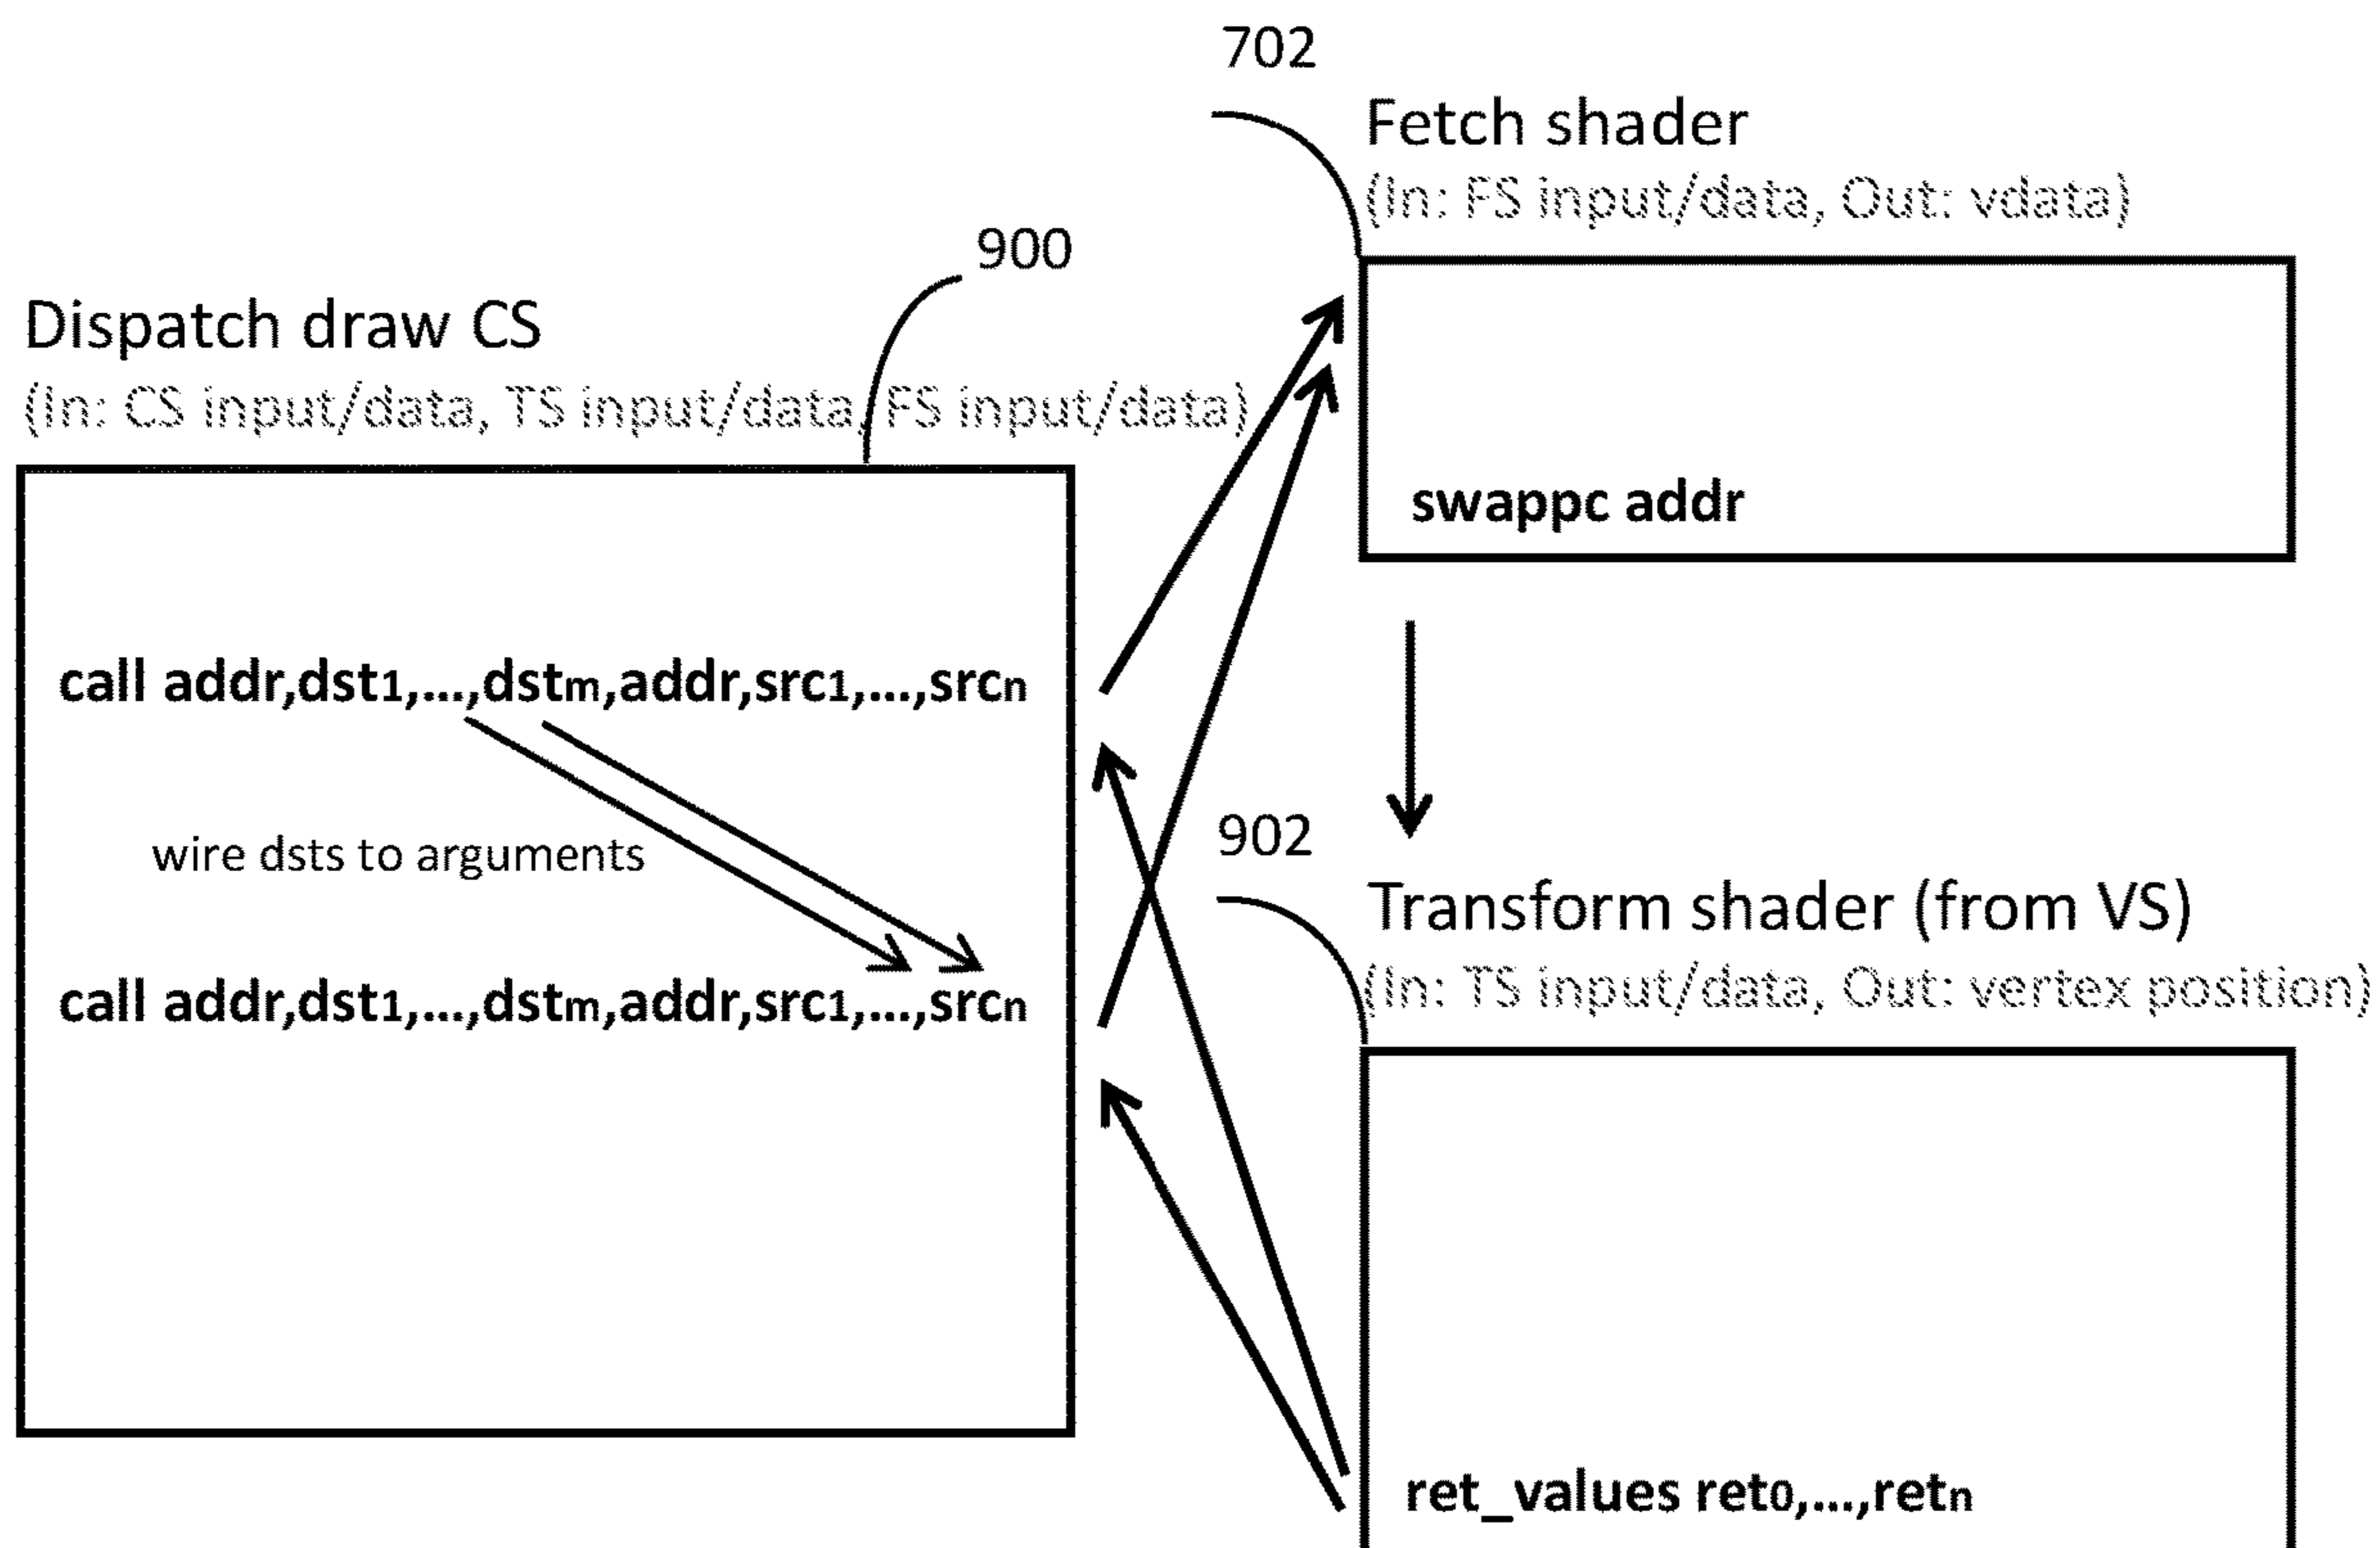 702
Fetch shader
(In: FS input/data, Out: vdata)
900
Dispatch draw CS
(In: CS input/data, TS input/data, FS input/data)
swappc addr
call addr,dst1,...,dstm,addr,src1,...,srcn
wire dsts to arguments
902
Transform shader (from VS)
(In: TS input/data, Out: vertex position)
call addr,dst1,...,dstm,addr,src1,...,srcn
ret_values ret0,...,retn